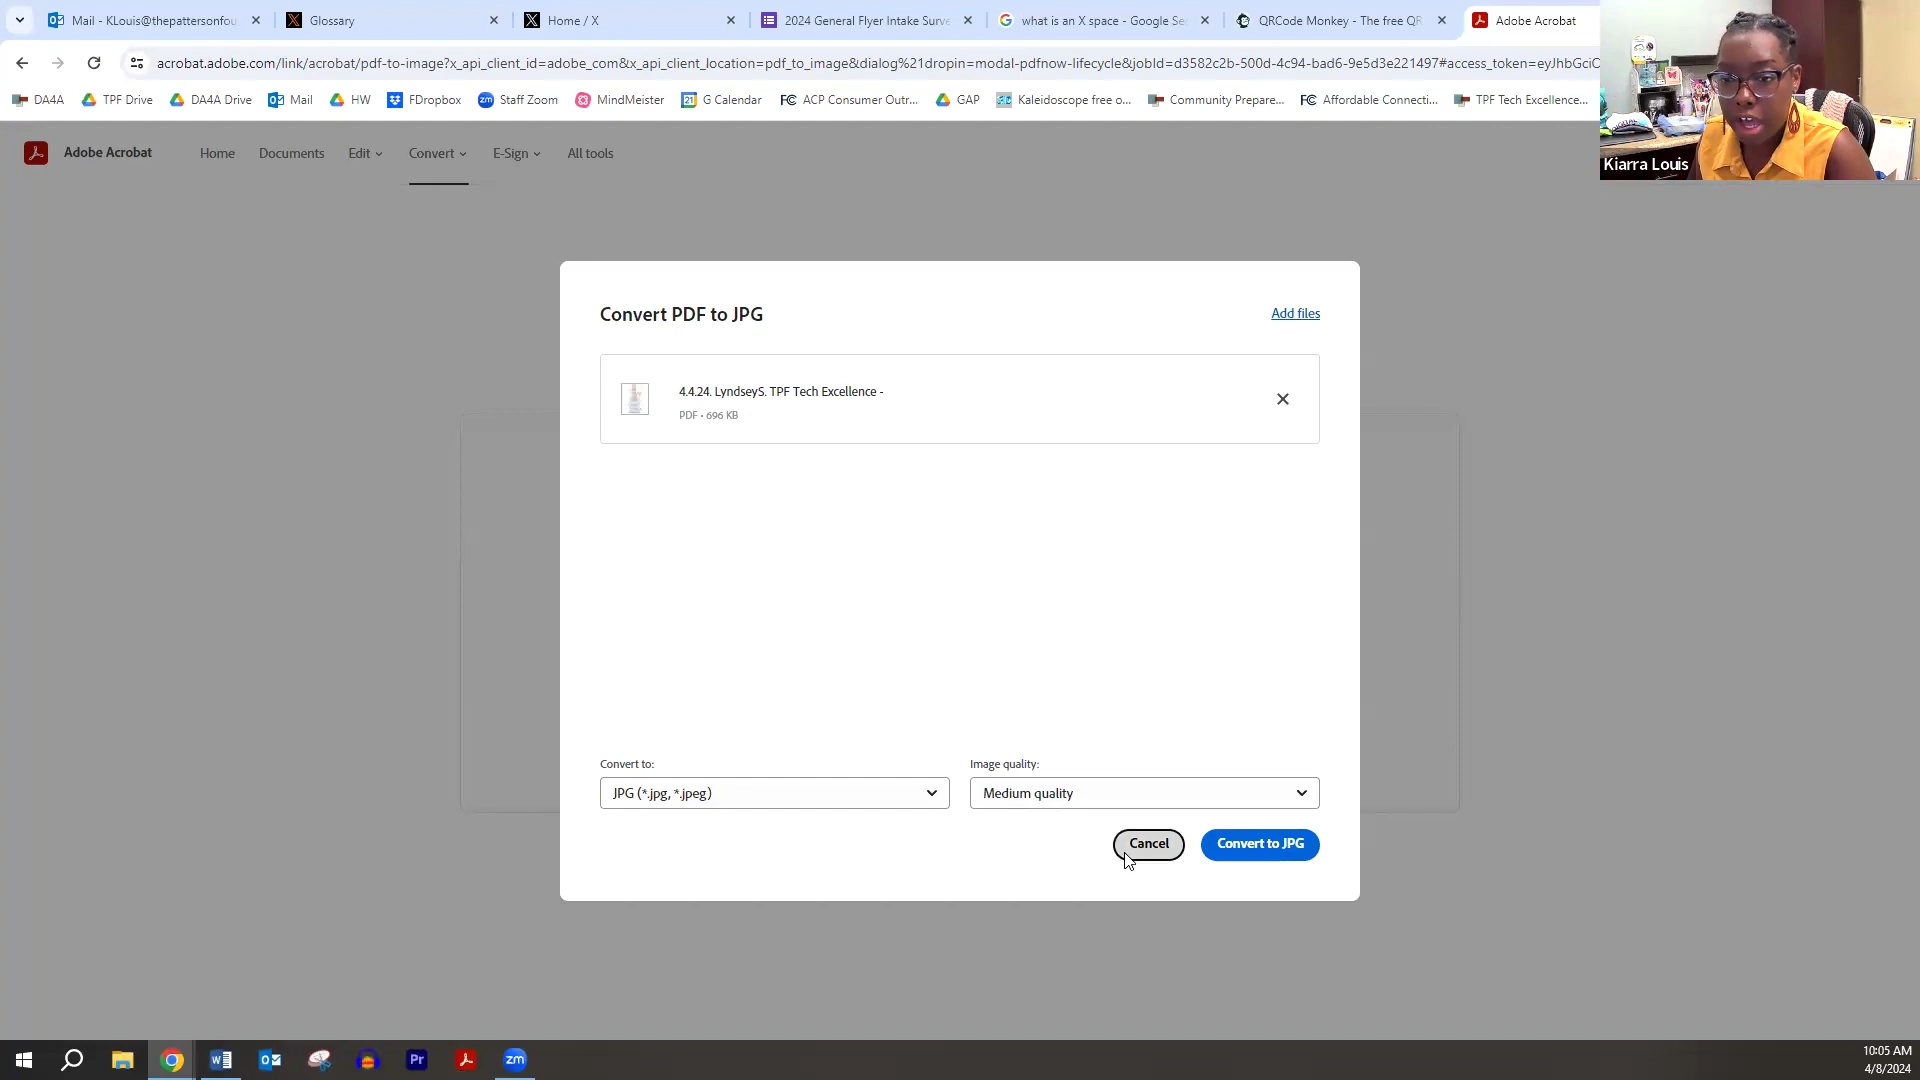 Mail - KLouis@thepattersonfou
Glossary
Home / X
2024 General Flyer Intake Surve
what is an X space - Google Se
QRCode Monkey - The free QR
Adobe Acrobat
acrobat.adobe.com/link/acrobat/pdf-to-image?x_api_client_id=adobe_com&x_api_client_location=pdf_to_image&dialog%21dropin=modal-pdfnow-lifecycle&jobId=d3582c2b-500d-4c94-bad6-9e5d3e221497#access_token=eyJhbGciO
DA4A
TPF Drive
DA4A Drive
Mail
HW
FDropbox
Staff Zoom
MindMeister
G Calendar
ACP Consumer Outr...
GAP
Kaleidoscope free o...
Community Prepare...
Affordable Connecti...
TPF Tech Excellence...
Kiarra Louis
Adobe Acrobat
Home
Documents
Edit
Convert
E-Sign
All tools
Convert PDF to JPG
Add files
4.4.24. LyndseyS. TPF Tech Excellence -
PDF • 696 KB
Convert to:
Image quality:
JPG (*.jpg, *.jpeg)
Medium quality
Cancel
Convert to JPG
10:05 AM
4/8/2024